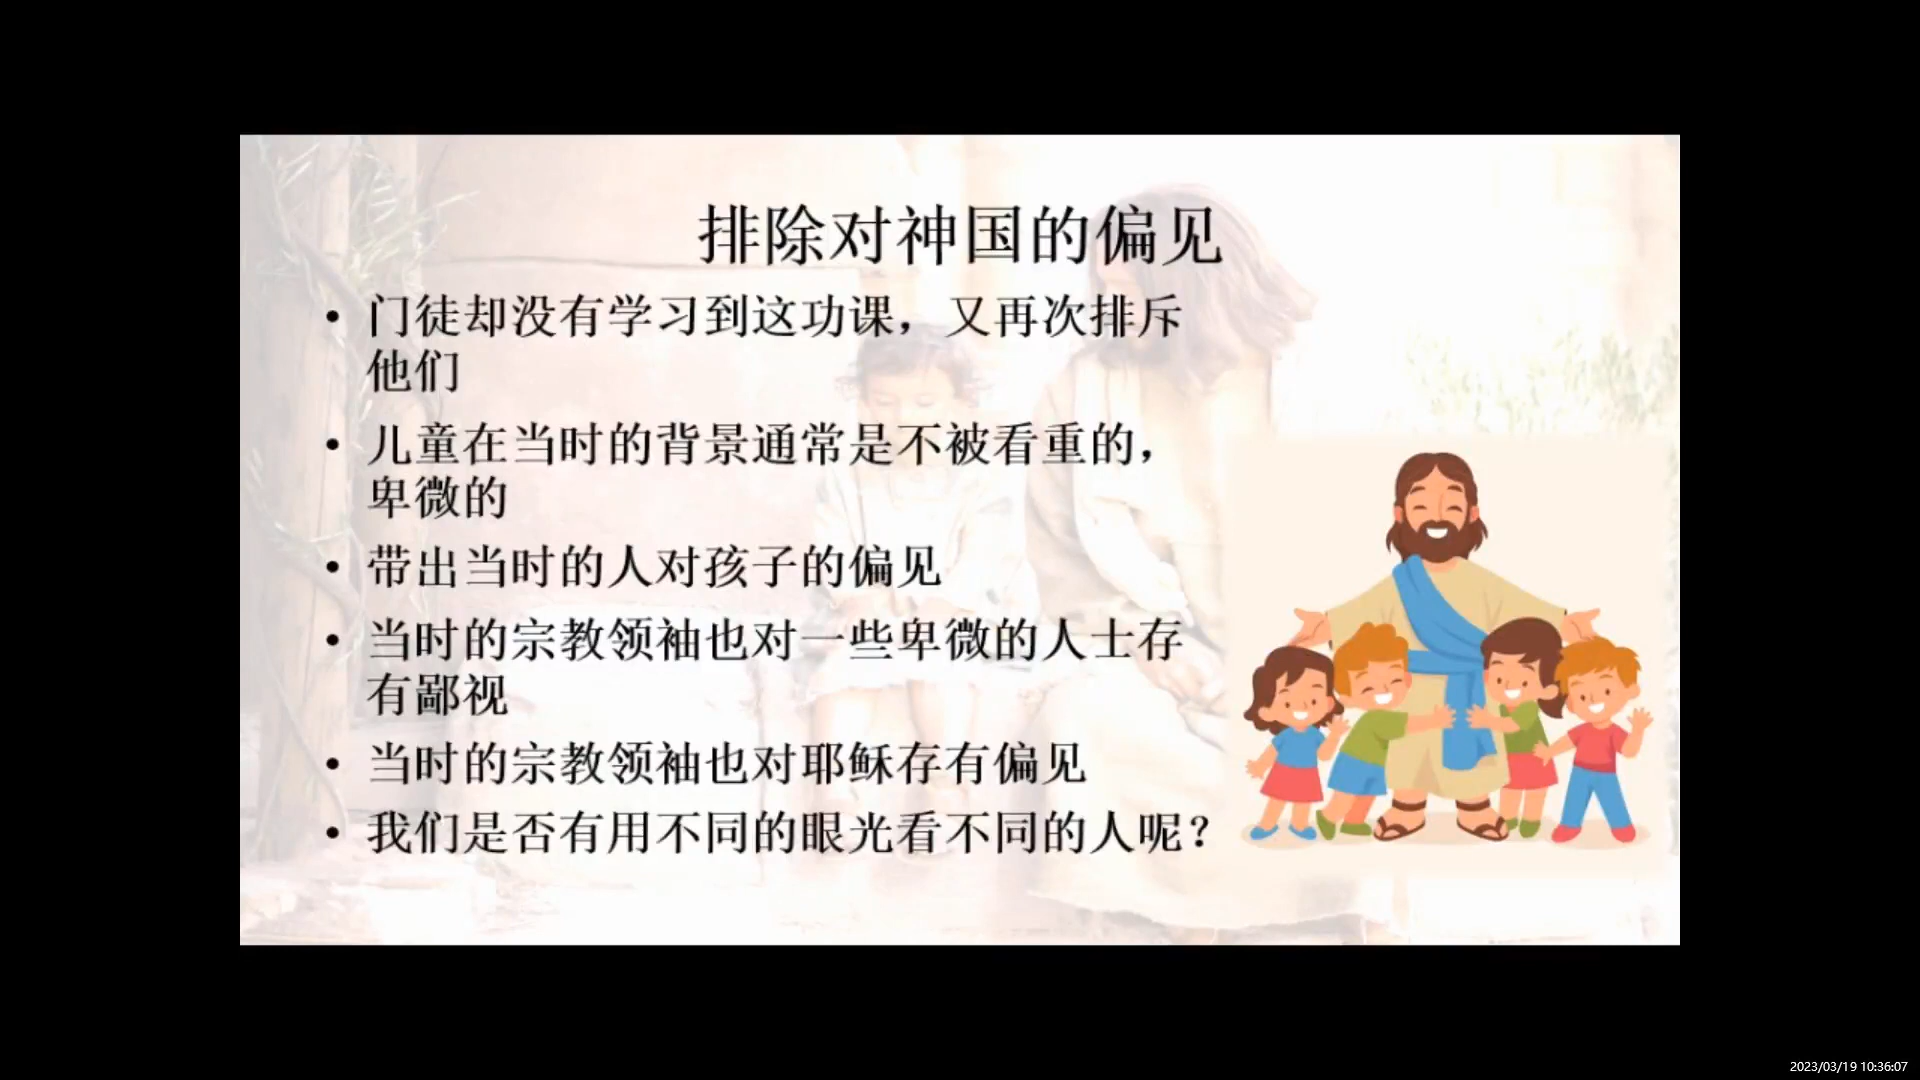 排除对神国的偏见
• 门徒却没有学习到这功课，又再次排斥
他们
• 儿童在当时的背景通常是不被看重的，
卑微的
• 带出当时的人对孩子的偏见
• 当时的宗教领袖也对一些卑微的人士存
有鄙视
• 当时的宗教领袖也对耶稣存有偏见
• 我们是否有用不同的眼光看不同的人呢？
2023/03/19 10:36:07